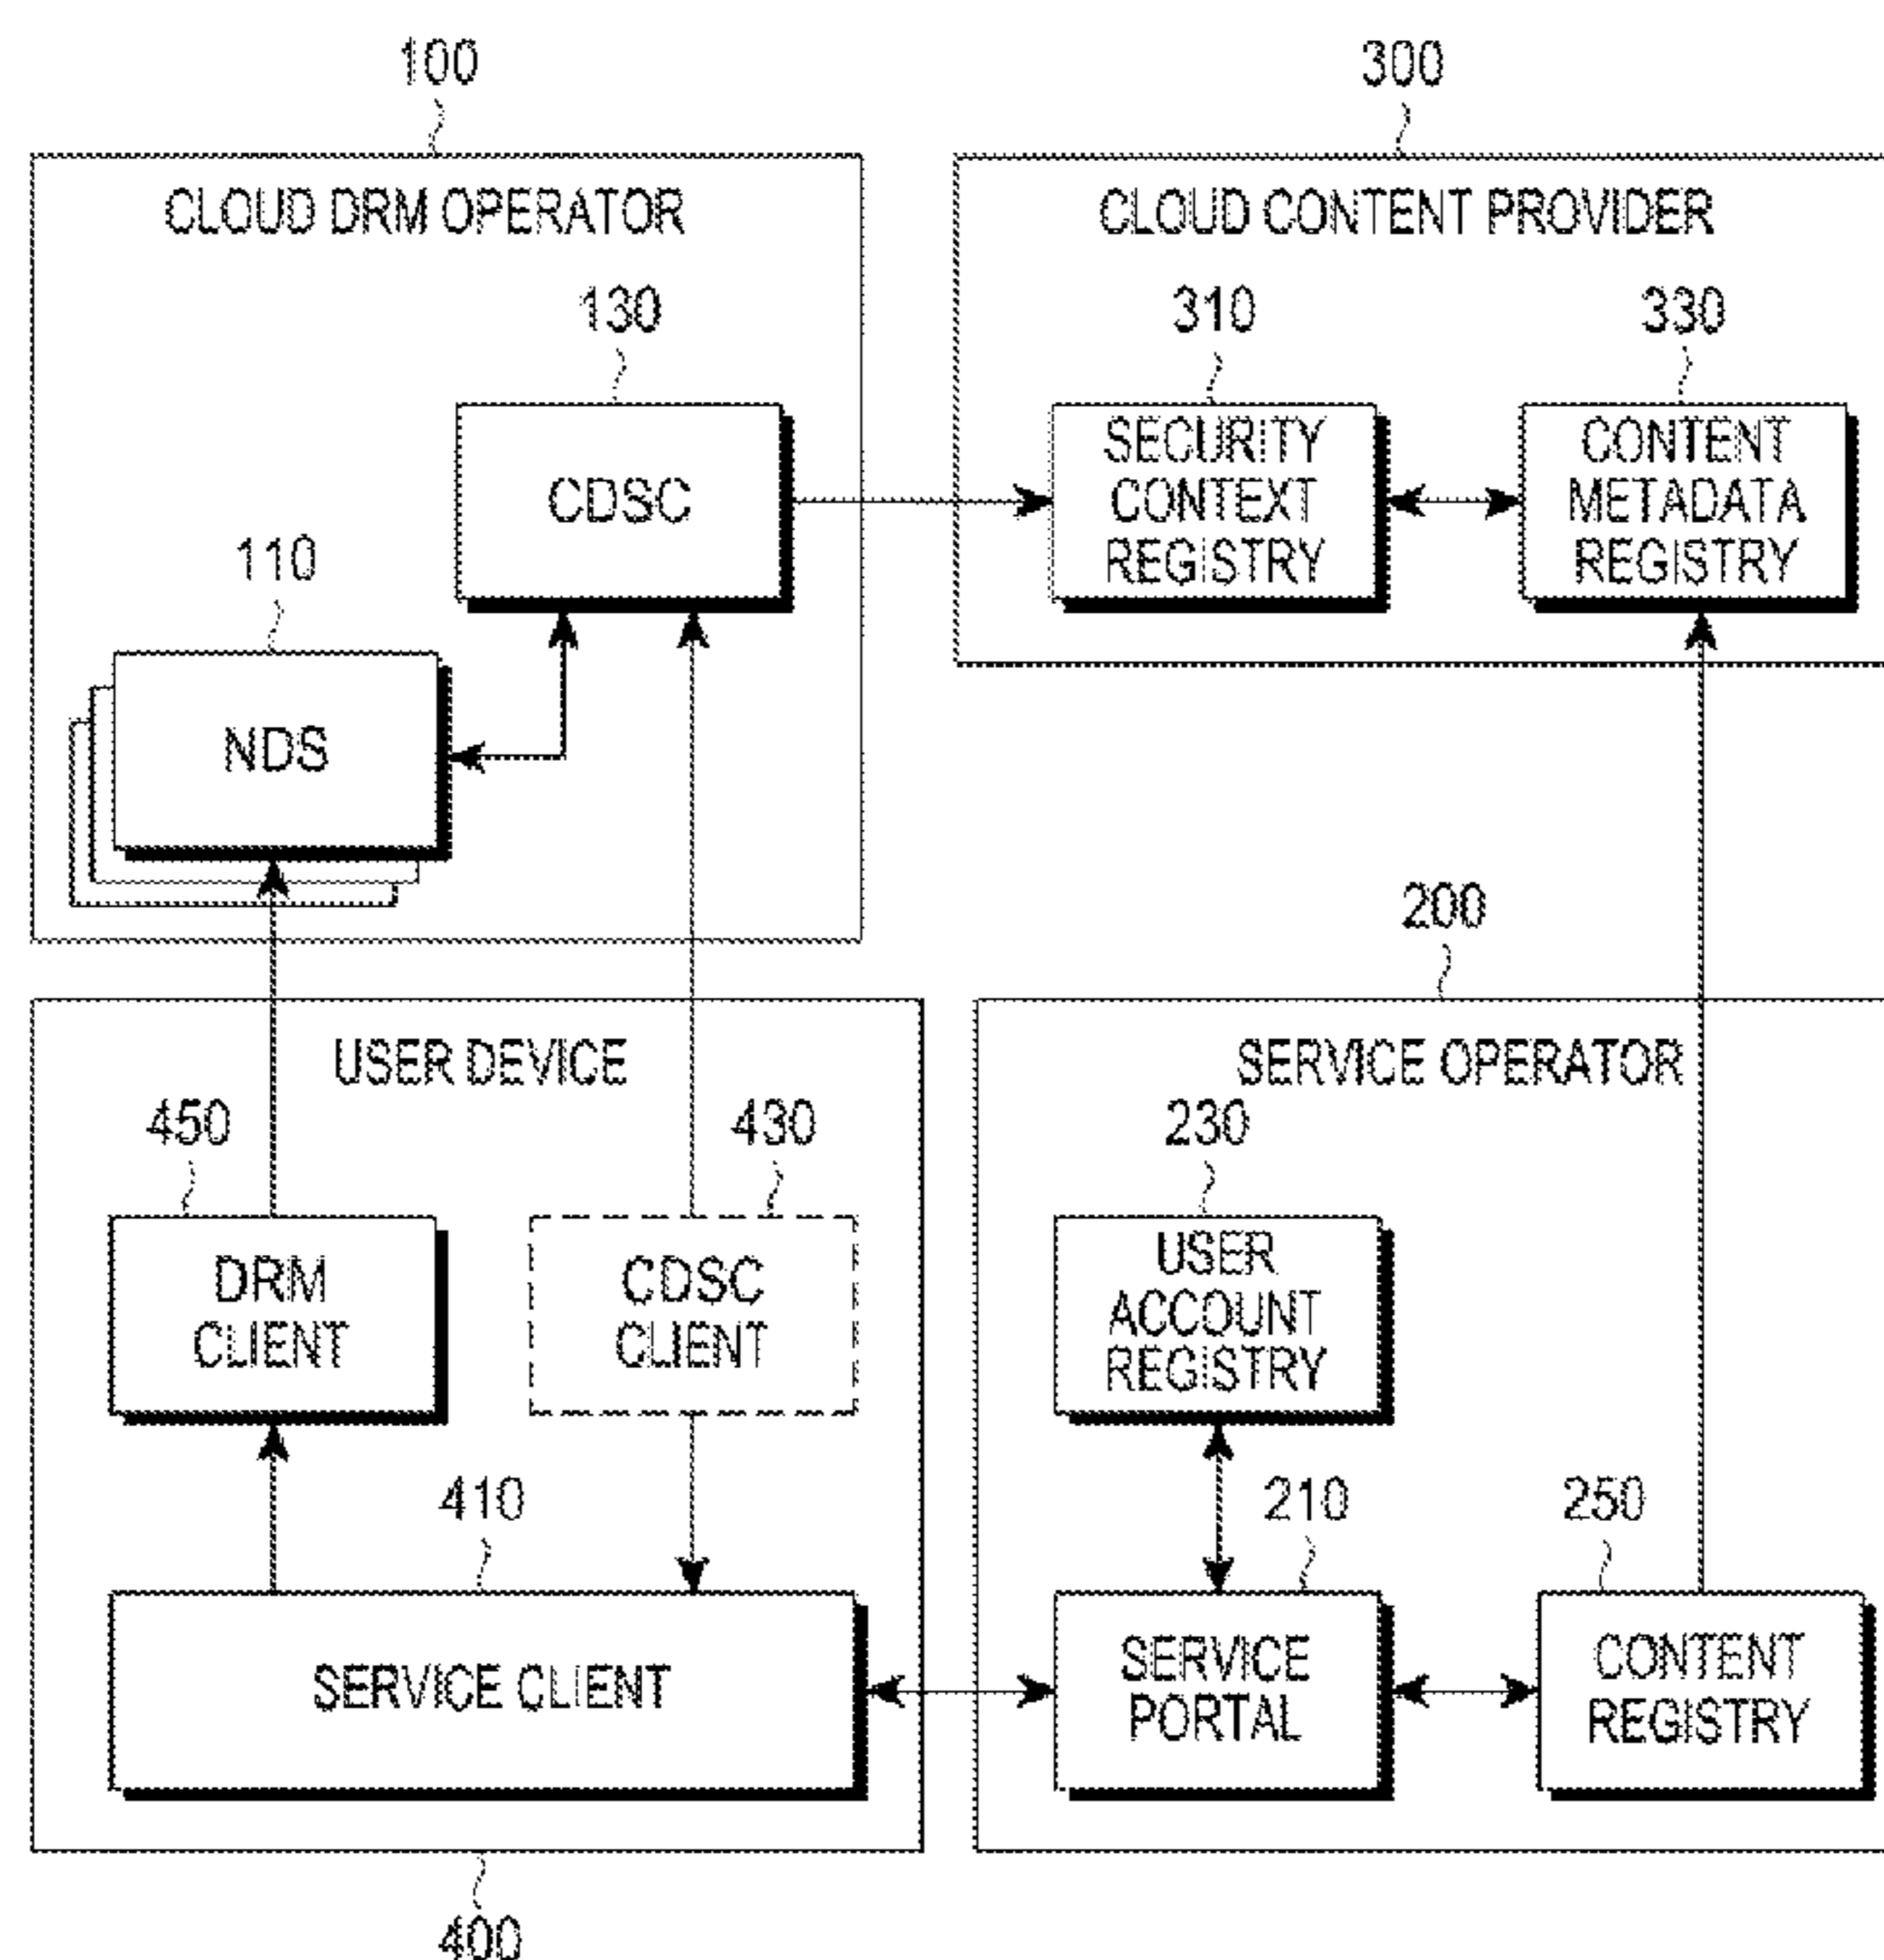 100
300
CLOUD DRM OPERATOR
CLOUD CONTENT PROVIDER
130
310
330
CDSC
SECURITY
CONTEXT
REGISTRY
CONTENT
METADATA
REGISTRY
110
NDS
200
USER DEVICE
SERVICE OPERATOR
450
430
230
DRM
CLIENT
CDSC
CLIENT
USER
ACCOUNT
REGISTRY
410
210
250
SERVICE CLIENT
SERVICE
PORTAL
CONTENT
REGISTRY
400